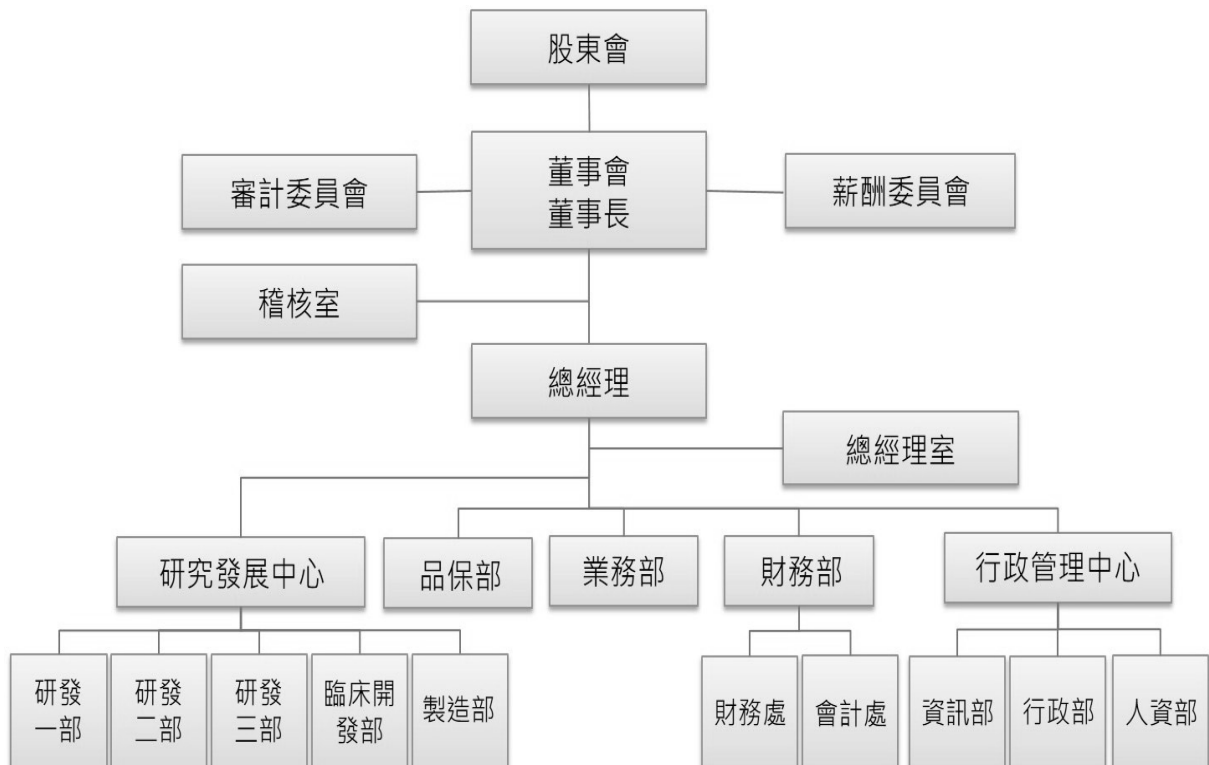 股東會
董事會
董事長
審計委員會
薪酬委員會
稽核室
總經理
總經理室
研究發展中心
品保部
業務部
財務部
行政管理中心
研發
一部
研發
二部
研發
三部
臨床開
發部
製造部
財務處
會計處
資訊部
行政部
人資部